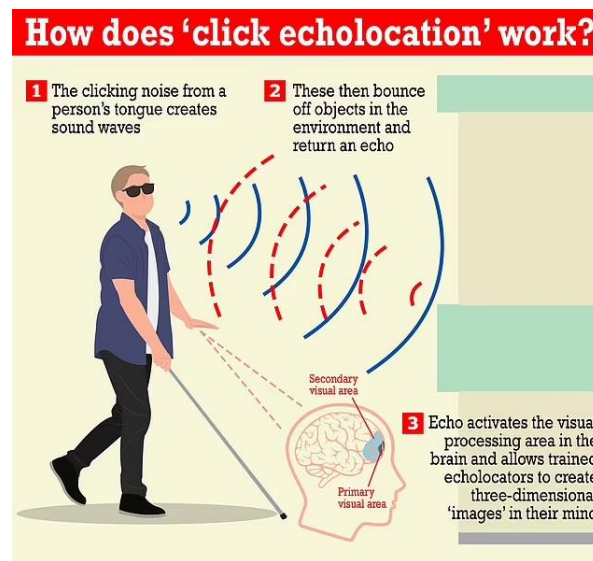 How does ‘click echolocation’ work?
1 The clicking noise from a
person's tongue creates
sound waves
2 These then bounce
off objects in the
environment and
return an echo
Secondary
visual area
Primary
visual area
3 Echo activates the visua
processing area in the
brain and allows trained
echolocators to create
three-dimensiona
‘images’ in their mind